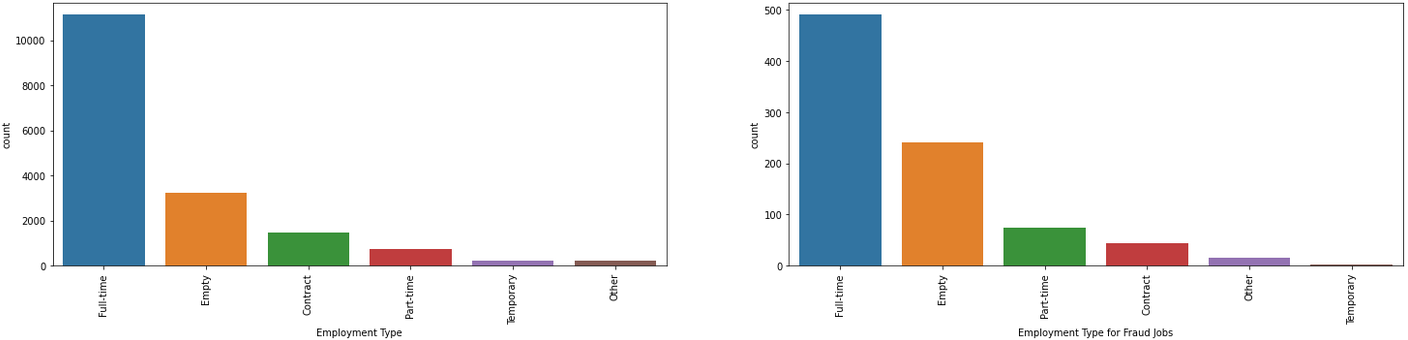 count
10000
8000
6000
4000
2000
0
Full-time
Empty
Contract
Part-time
Temporary
Other
Employment Type
count
500
400
300
200
100
0
Full-time
Empty
Part-time
Contract
Other
Temporary
Employment Type for Fraud Jobs